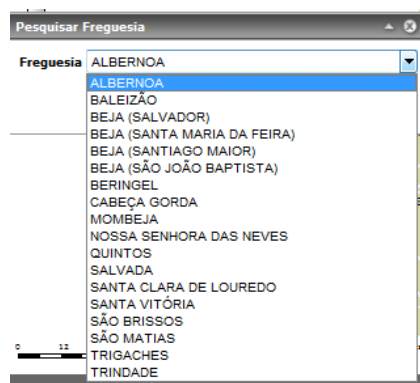 Pesquisar Freguesia
Freguesia ALBERNOA
ALBERNOA
BALEIZÃO
BEJA (SALVADOR)
BEJA (SANTA MARIA DA FEIRA)
BEJA (SANTIAGO MAIOR)
BEJA (SÃO JOÃO BAPTISTA)
BERINGEL
CABEÇA GORDA
MOMBEJA
NOSSA SENHORA DAS NEVES
QUINTOS
SALVADA
SANTA CLARA DE LOUREDO
SANTA VITÓRIA
SÃO BRISSOS
SÃO MATIAS
0 12
TRIGACHES
TRINDADE